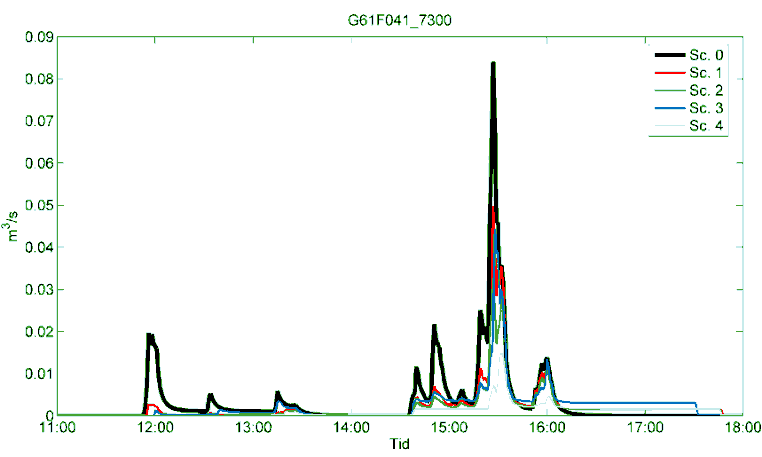 G61F041_7300
0.09
0.08
0.07
0.06
0.05
0.04
0.03
0.02
0.01
0
m³/s
11:00 12:00 13:00 14:00 15:00 16:00 17:00 18:00
Tid
Sc. 0
Sc. 1
Sc. 2
Sc. 3
Sc. 4